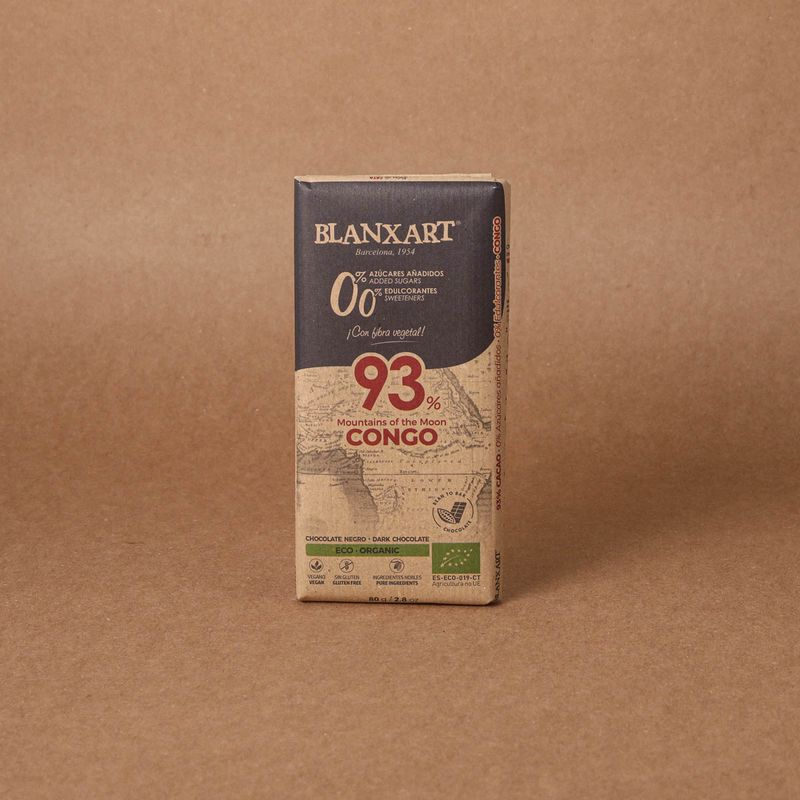 BLANXART®
Barcelona, 1954
0% AZÚCARES AÑADIDOS
ADDED SUGARS
0% EDULCORANTES
SWEETENERS
¡Con fibra vegetal!
93%
Mountains of the Moon
CONGO
LOWER
BEAN TO BAR
CHOCOLATE
CHOCOLATE NEGRO · DARK CHOCOLATE
ECO · ORGANIC
VEGANO
VEGAN
SIN GLUTEN
GLUTEN FREE
INGREDIENTES NOBLES
PURE INGREDIENTS
ES-ECO-019-CT
Agricultura no UE
80 g / 2.8 oz
93% CACAO · 0% Azúcares añadidos · 0% Edulcorantes · CONGO
BLANXART